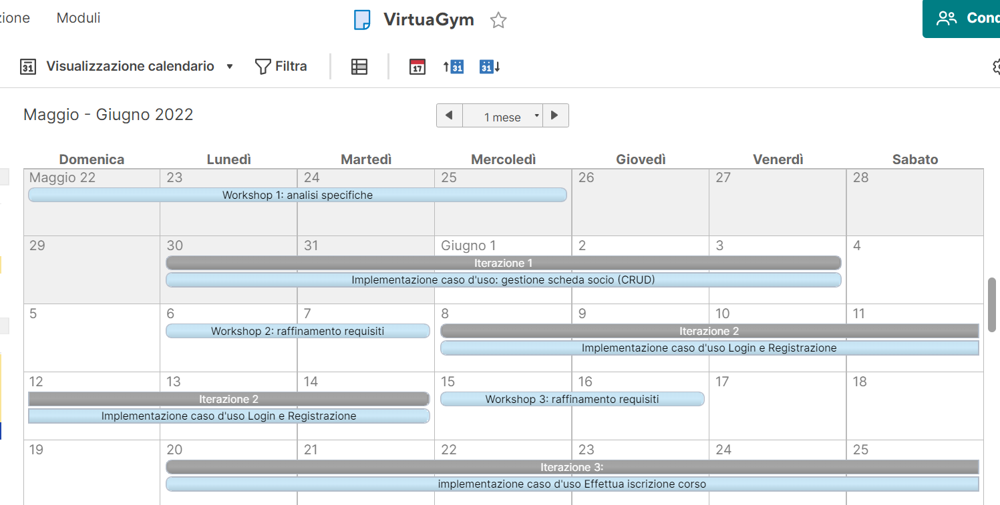 zione Moduli VirtuaGym Cond
31 Visualizzazione calendario Filtra 17 31 31
Maggio - Giugno 2022 1 mese
Domenica Lunedì Martedì Mercoledì Giovedì Venerdì Sabato
Maggio 22 23 24 25 26 27 28
Workshop 1: analisi specifiche
29 30 31 Giugno 1 2 3 4
Iterazione 1
Implementazione caso d'uso: gestione scheda socio (CRUD)
5 6 7 8 9 10 11
Workshop 2: raffinamento requisiti Iterazione 2
Implementazione caso d'uso Login e Registrazione
12 13 14 15 16 17 18
Iterazione 2 Workshop 3: raffinamento requisiti
Implementazione caso d'uso Login e Registrazione
19 20 21 22 23 24 25
Iterazione 3:
implementazione caso d'uso Effettua iscrizione corso